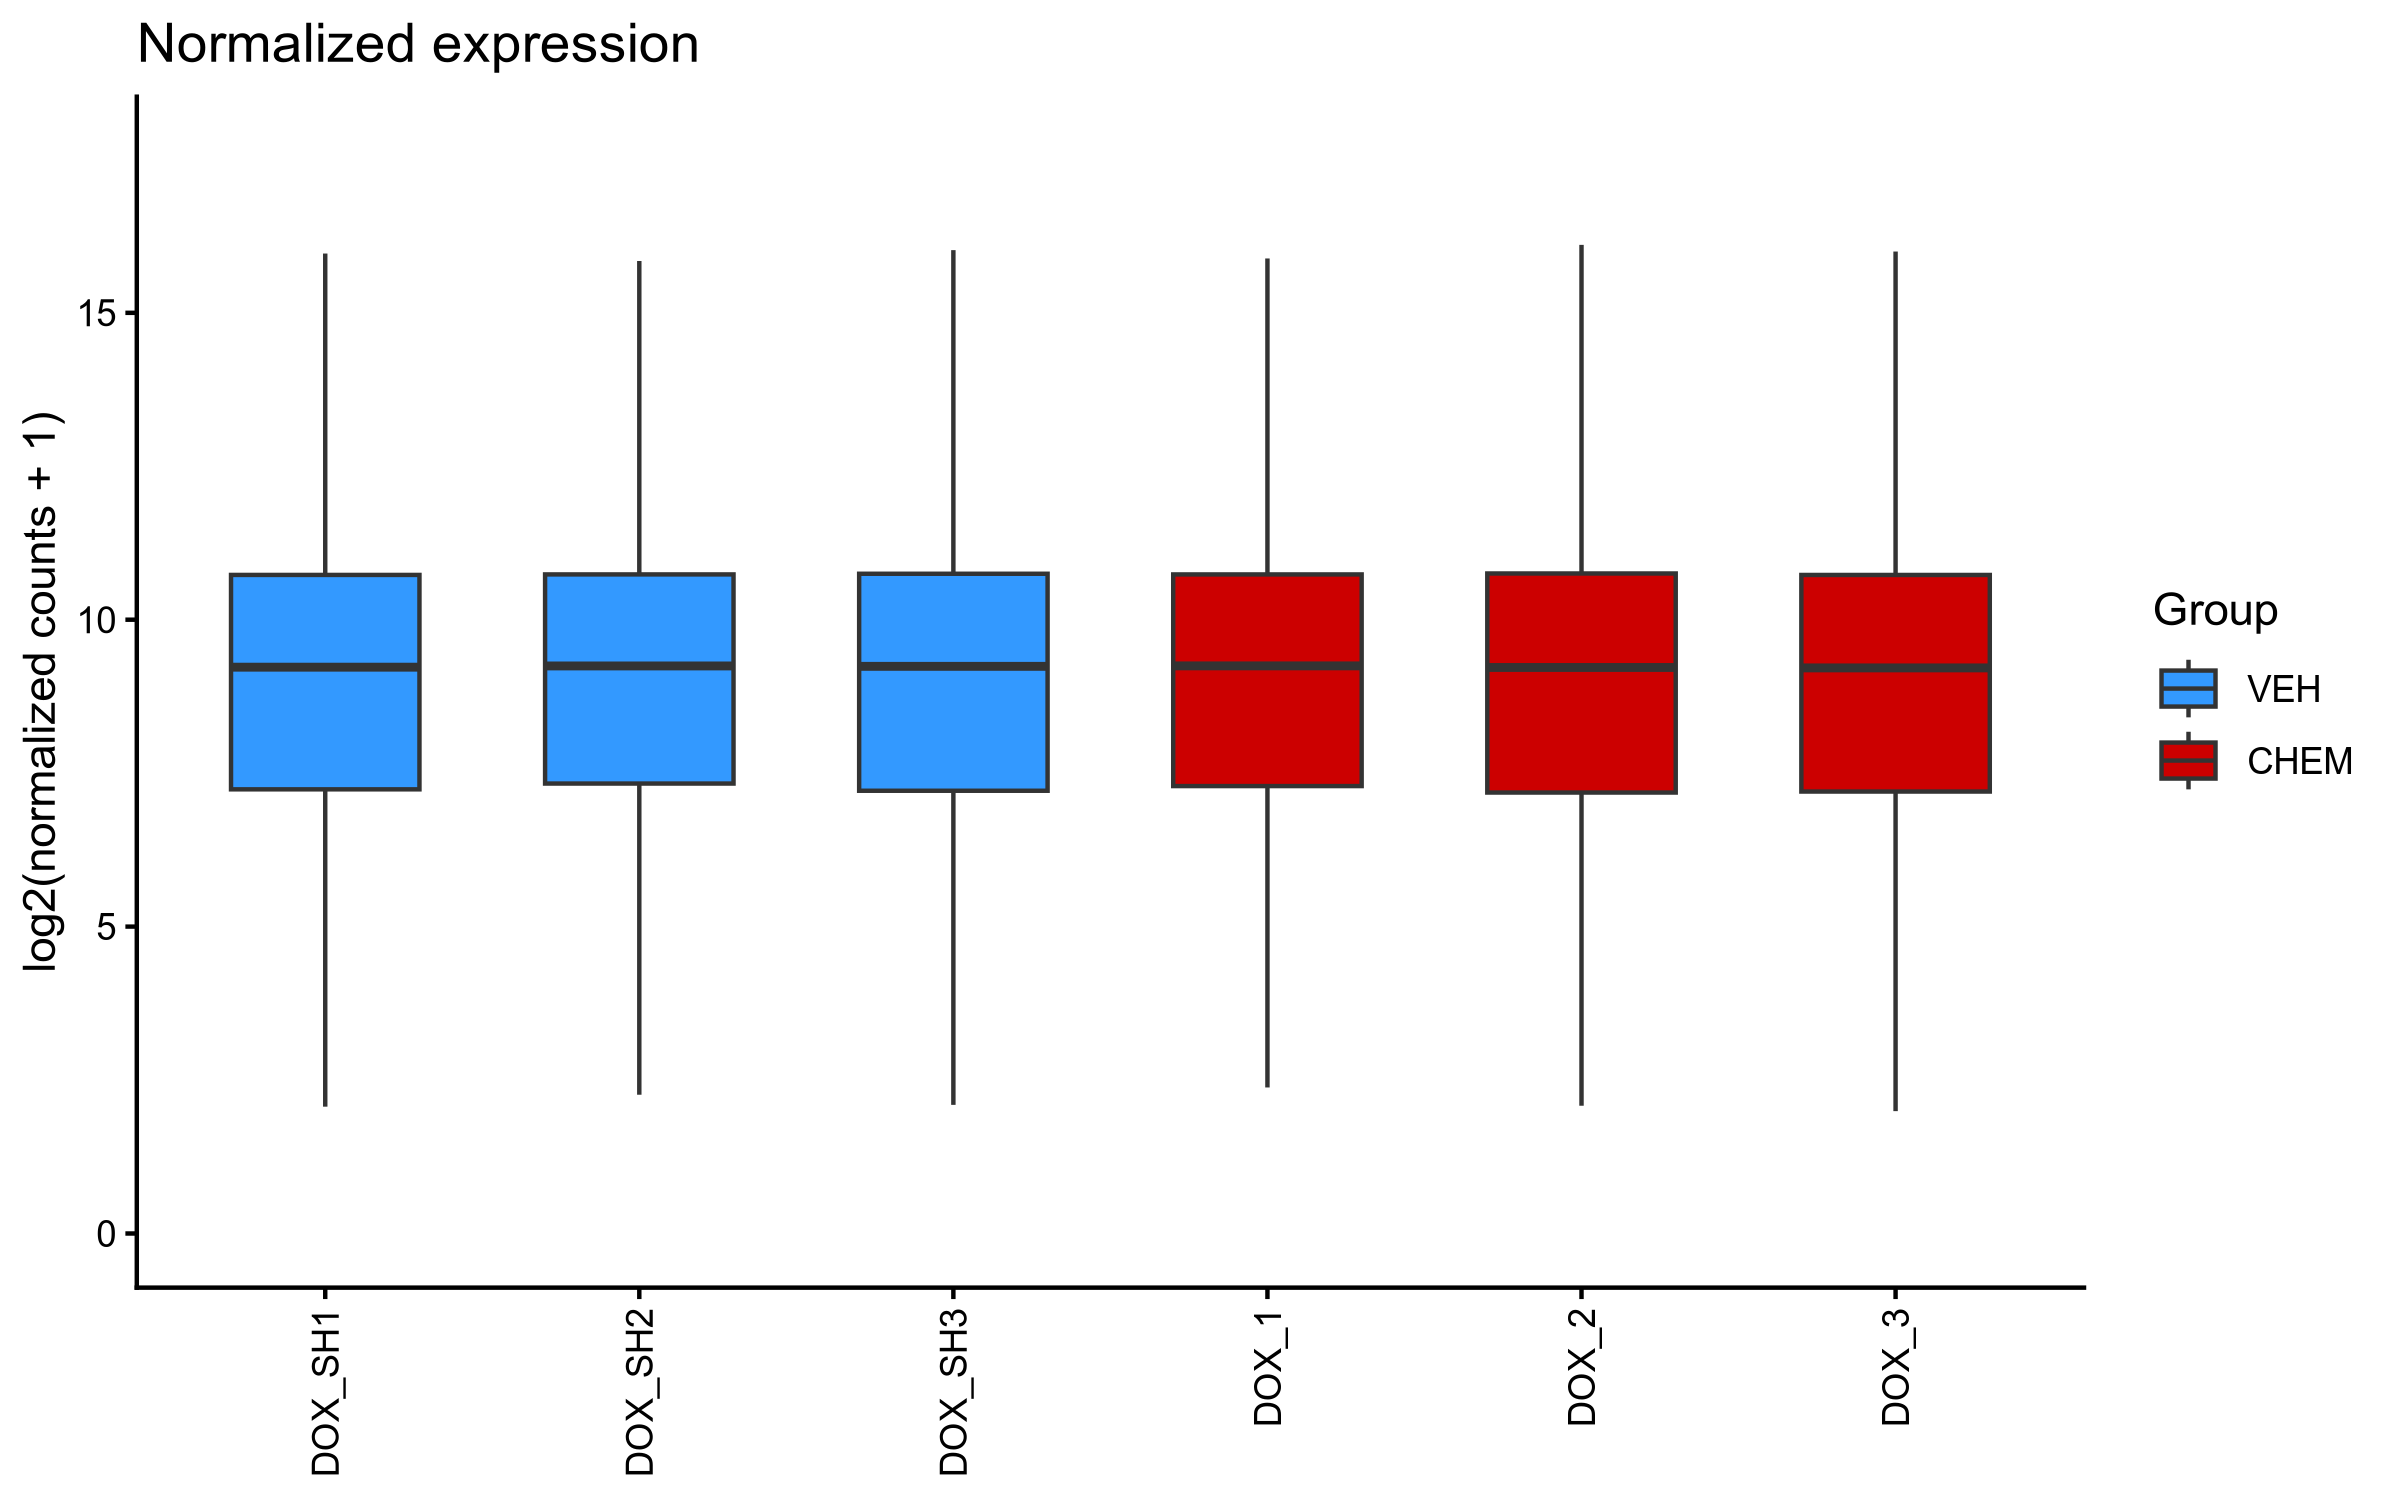 Normalized expression
log2(normalized counts + 1)
15
10
5
0
DOX_SH1
DOX_SH2
DOX_SH3
DOX_1
DOX_2
DOX_3
Group
VEH
CHEM